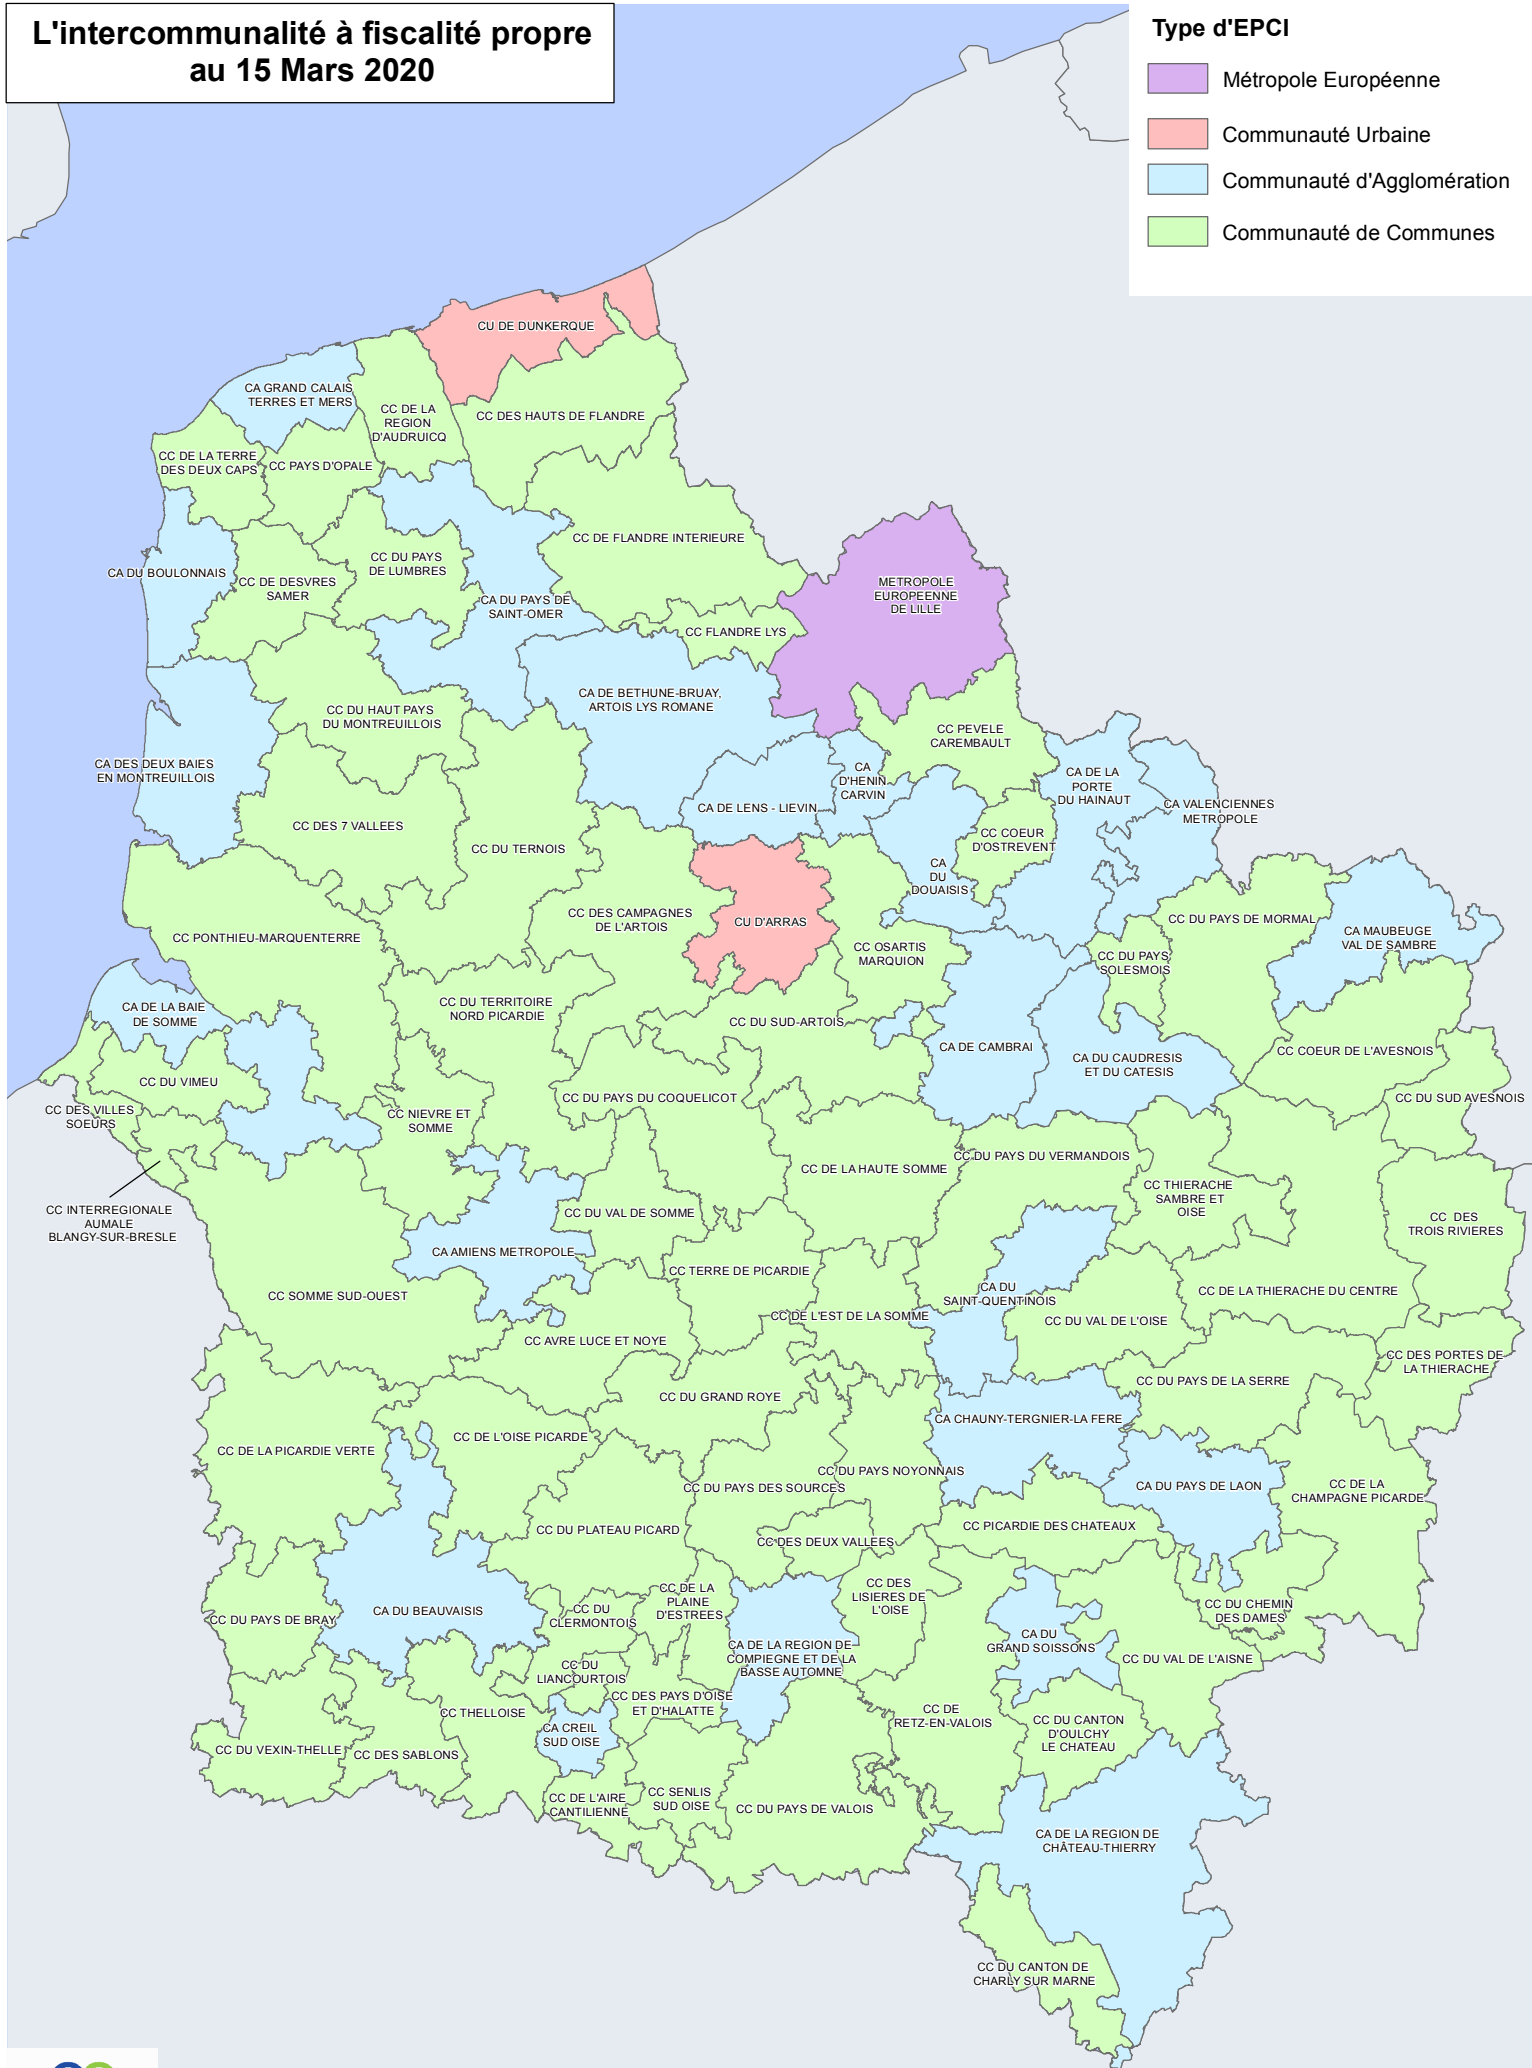 L'intercommunalité à fiscalité propre
au 15 Mars 2020
Type d'EPCI
Métropole Européenne
Communauté Urbaine
Communauté d'Agglomération
Communauté de Communes
CU DE DUNKERQUE
CA GRAND CALAIS
TERRES ET MERS
CC DE LA
REGION
D'AUDRUICQ
CC DES HAUTS DE FLANDRE
CC DE LA TERRE
DES DEUX CAPS
CC PAYS D'OPALE
CC DE FLANDRE INTERIEURE
CC DU PAYS
DE LUMBRES
CA DU BOULONNAIS
CC DE DESVRES
SAMER
METROPOLE
EUROPEENNE
DE LILLE
CA DU PAYS DE
SAINT-OMER
CC FLANDRE LYS
CA DE BETHUNE-BRUAY,
ARTOIS LYS ROMANE
CC DU HAUT PAYS
DU MONTREUILLOIS
CC PEVELE
CAREMBAULT
CA DES DEUX BAIES
EN MONTREUILLOIS
CA
D'HENIN
CARVIN
CA DE LA
PORTE
DU HAINAUT
CA DE LENS - LIEVIN
CA VALENCIENNES
METROPOLE
CC DES 7 VALLEES
CC COEUR
D'OSTREVENT
CC DU TERNOIS
CA
DU
DOUAISIS
CC DES CAMPAGNES
DE L'ARTOIS
CU D'ARRAS
CC DU PAYS DE MORMAL
CA MAUBEUGE
VAL DE SAMBRE
CC PONTHIEU-MARQUENTERRE
CC OSARTIS
MARQUION
CC DU PAYS
SOLESMOIS
CA DE LA BAIE
DE SOMME
CC DU TERRITOIRE
NORD PICARDIE
CC DU SUD-ARTOIS
CA DE CAMBRAI
CA DU CAUDRESIS
ET DU CATESIS
CC COEUR DE L'AVESNOIS
CC DU VIMEU
CC DU PAYS DU COQUELICOT
CC DU SUD AVESNOIS
CC DES VILLES
SOEURS
CC NIEVRE ET
SOMME
CC DU PAYS DU VERMANDOIS
CC DE LA HAUTE SOMME
CC THIERACHE
SAMBRE ET
OISE
CC INTERREGIONALE
AUMALE
BLANGY-SUR-BRESLE
CC DU VAL DE SOMME
CC DES
TROIS RIVIERES
CA AMIENS METROPOLE
CC TERRE DE PICARDIE
CA DU
SAINT-QUENTINOIS
CC DE LA THIERACHE DU CENTRE
CC SOMME SUD-OUEST
CC DE L'EST DE LA SOMME
CC DU VAL DE L'OISE
CC AVRE LUCE ET NOYE
CC DES PORTES DE
LA THIERACHE
CC DU PAYS DE LA SERRE
CC DU GRAND ROYE
CA CHAUNY-TERGNIER-LA FERE
CC DE LA PICARDIE VERTE
CC DE L'OISE PICARDE
CC DU PAYS NOYONNAIS
CC DU PAYS DES SOURCES
CA DU PAYS DE LAON
CC DE LA
CHAMPAGNE PICARDE
CC DU PLATEAU PICARD
CC PICARDIE DES CHATEAUX
CC DES DEUX VALLEES
CC DE LA
PLAINE
D'ESTREES
CC DES
LISIERES DE
L'OISE
CC DU PAYS DE BRAY
CA DU BEAUVAISIS
CC DU
CLERMONTOIS
CC DU CHEMIN
DES DAMES
CA DE LA REGION DE
COMPIEGNE ET DE LA
BASSE AUTOMNE
CA DU
GRAND SOISSONS
CC DU VAL DE L'AISNE
CC DU
LIANCOURTOIS
CC DES PAYS D'OISE
ET D'HALATTE
CC THELLOISE
CC DE
RETZ-EN-VALOIS
CA CREIL
SUD OISE
CC DU CANTON
D'OULCHY
LE CHATEAU
CC DU VEXIN-THELLE
CC DES SABLONS
CC DE L'AIRE
CANTILIENNE
CC SENLIS
SUD OISE
CC DU PAYS DE VALOIS
CA DE LA REGION DE
CHÂTEAU-THIERRY
CC DU CANTON DE
CHARLY SUR MARNE